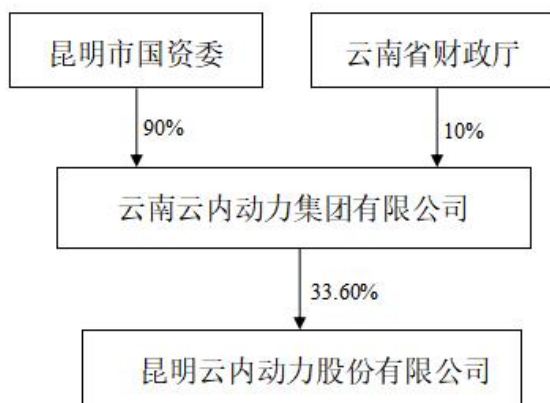 昆明市国资委
云南省财政厅
90%
10%
云南云内动力集团有限公司
33.60%
昆明云内动力股份有限公司